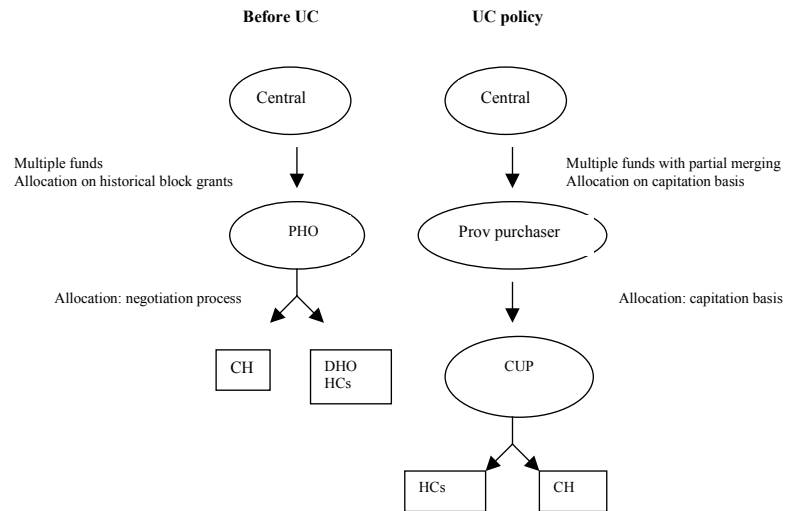 Before UC
UC policy
Central
Central
Multiple funds
Allocation on historical block grants
Multiple funds with partial merging
Allocation on capitation basis
PHO
Prov purchaser
Allocation: negotiation process
Allocation: capitation basis
CH
DHO
HCs
CUP
HCs
CH